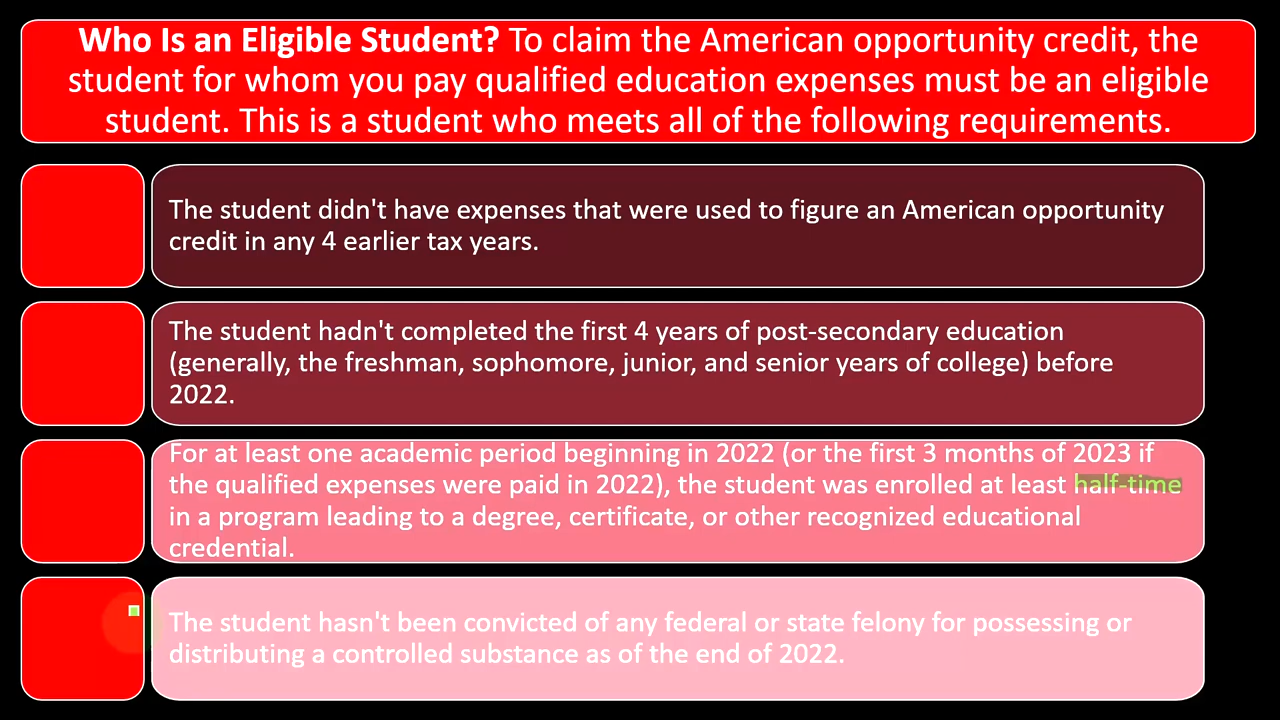 Who Is an Eligible Student? To claim the American opportunity credit, the
student for whom you pay qualified education expenses must be an eligible
student. This is a student who meets all of the following requirements.
The student didn't have expenses that were used to figure an American opportunity
credit in any 4 earlier tax years.
The student hadn't completed the first 4 years of post-secondary education
(generally, the freshman, sophomore, junior, and senior years of college) before
2022.
For at least one academic period beginning in 2022 (or the first 3 months of 2023 if
the qualified expenses were paid in 2022), the student was enrolled at least half-time
in a program leading to a degree, certificate, or other recognized educational
credential.
The student hasn't been convicted of any federal or state felony for possessing or
distributing a controlled substance as of the end of 2022.